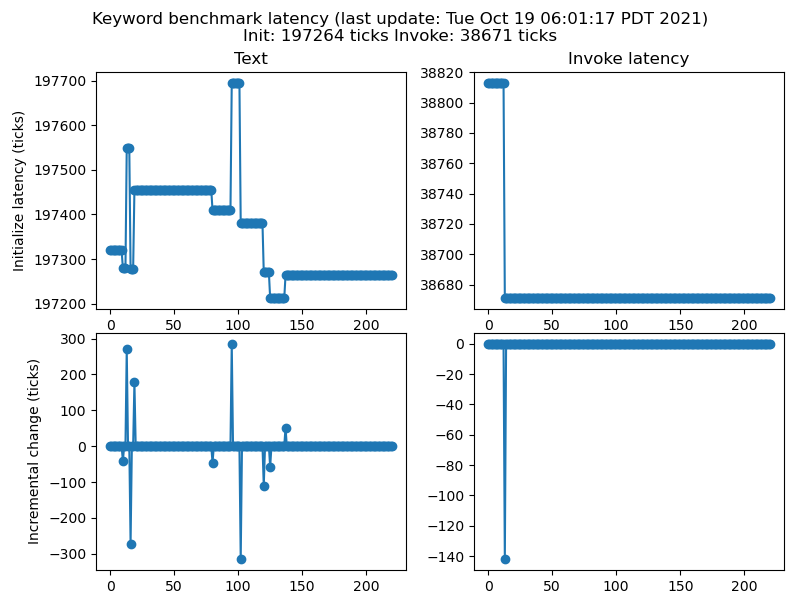 Keyword benchmark latency (last update: Tue Oct 19 06:01:17 PDT 2021)
Init: 197264 ticks Invoke: 38671 ticks
Text
Invoke latency
Initialize latency (ticks)
197700
197600
197500
197400
197300
197200
0 50 100 150 200
38820
38800
38780
38760
38740
38720
38700
38680
0 50 100 150 200
Incremental change (ticks)
300
200
100
0
−100
−200
−300
0 50 100 150 200
0
−20
−40
−60
−80
−100
−120
−140
0 50 100 150 200